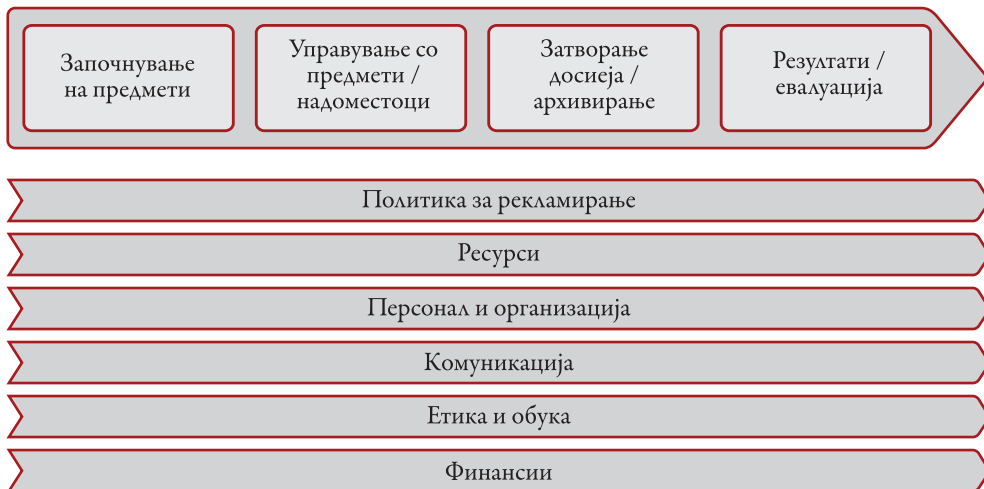 Започнување
на предмети
Управување со
предмети /
надоместоци
Затворање
досиеја /
архивирање
Резултати /
евалуација
Политика за рекламирање
Ресурси
Персонал и организација
Комуникација
Етика и обука
Финансии